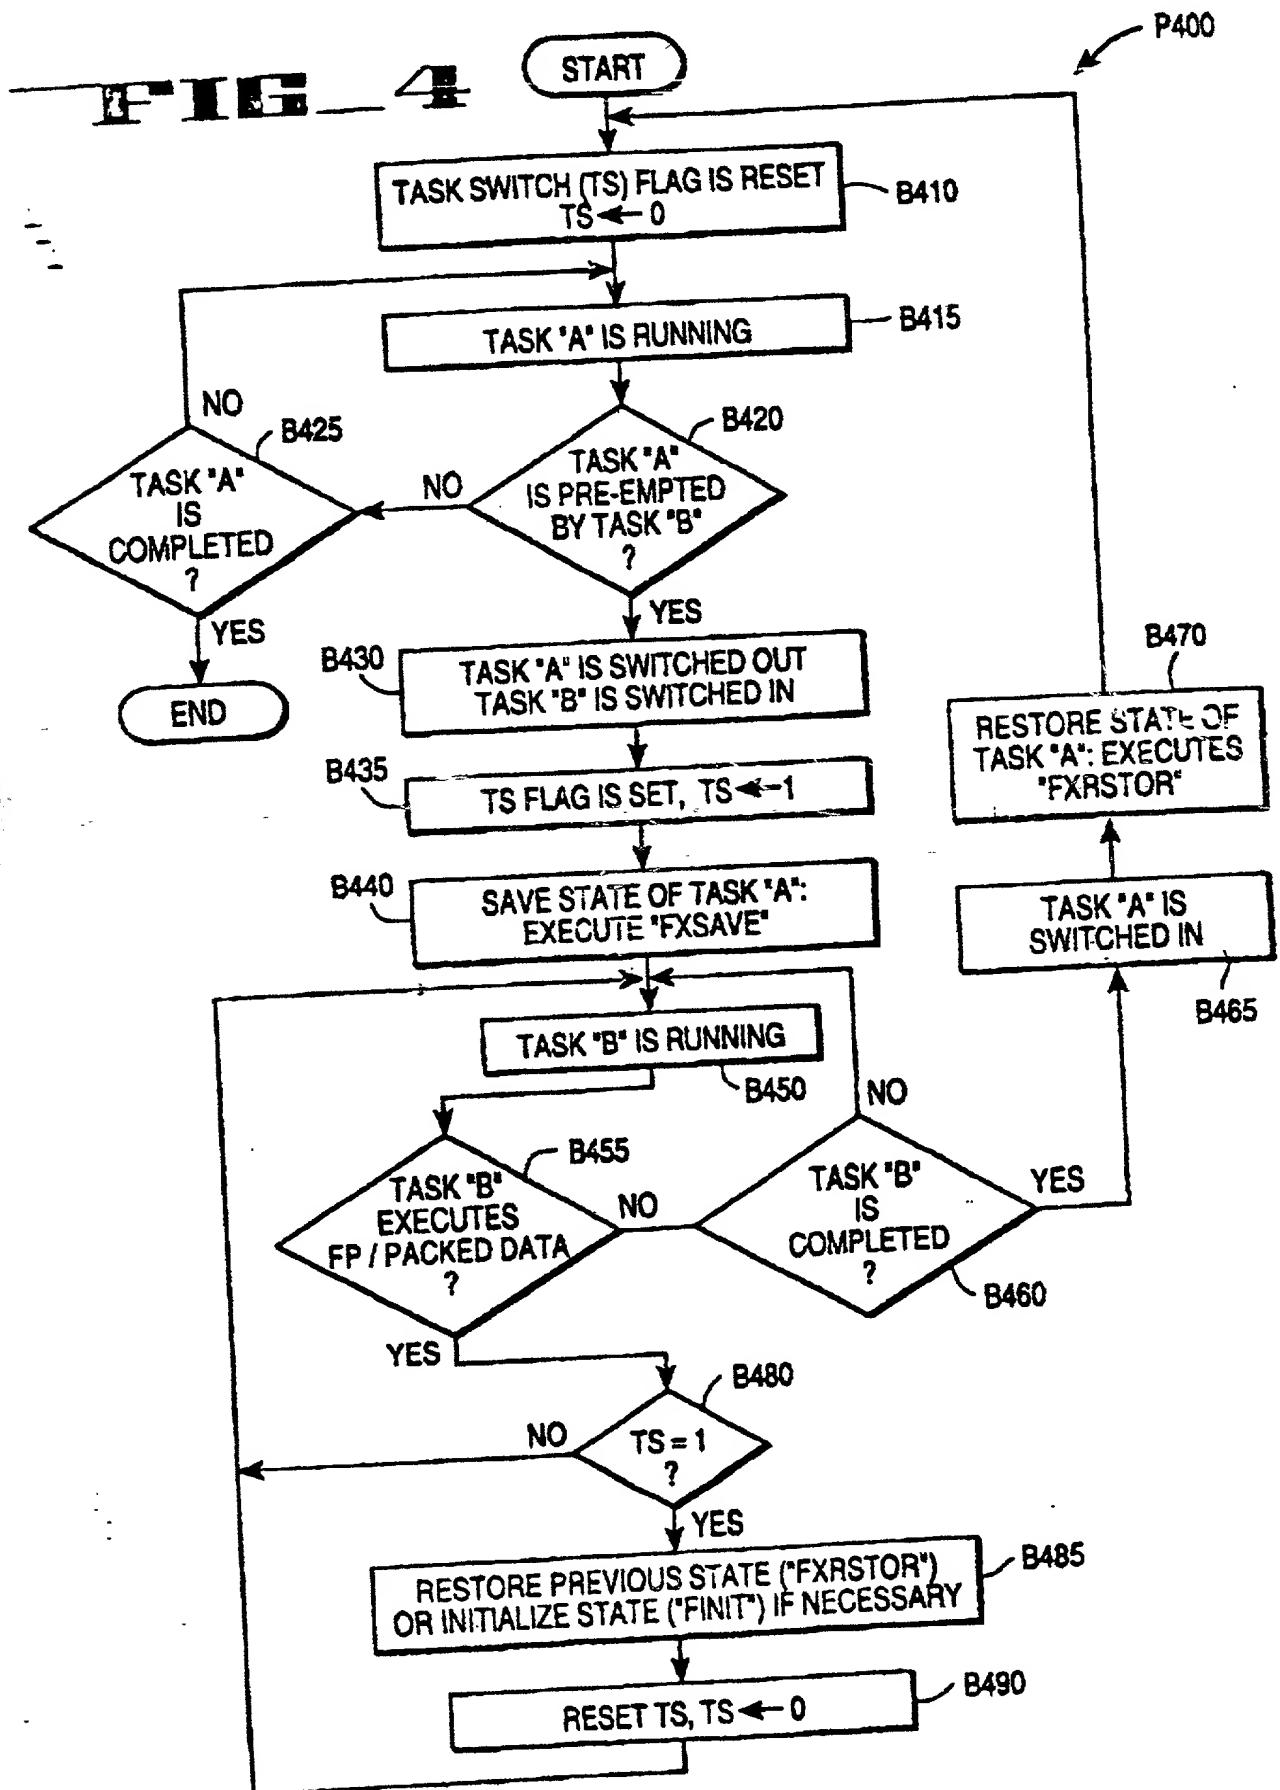 P400
FIG_4
START
TASK SWITCH (TS) FLAG IS RESET
TS ← 0
B410
TASK "A" IS RUNNING
B415
NO
B425
B420
TASK "A"
IS
COMPLETED
?
NO
TASK "A"
IS PRE-EMPTED
BY TASK "B"
?
YES
YES
END
B430
TASK "A" IS SWITCHED OUT
TASK "B" IS SWITCHED IN
B470
RESTORE STATE OF
TASK "A": EXECUTES
"FXRSTOR"
B435
TS FLAG IS SET, TS ← 1
B440
SAVE STATE OF TASK "A":
EXECUTE "FXSAVE"
TASK "A" IS
SWITCHED IN
B465
TASK "B" IS RUNNING
B450
NO
B455
TASK "B"
EXECUTES
FP / PACKED DATA
?
NO
TASK "B"
IS
COMPLETED
?
YES
B460
YES
B480
NO
TS = 1
?
YES
RESTORE PREVIOUS STATE ("FXRSTOR")
OR INITIALIZE STATE ("FINIT") IF NECESSARY
B485
RESET TS, TS ← 0
B490